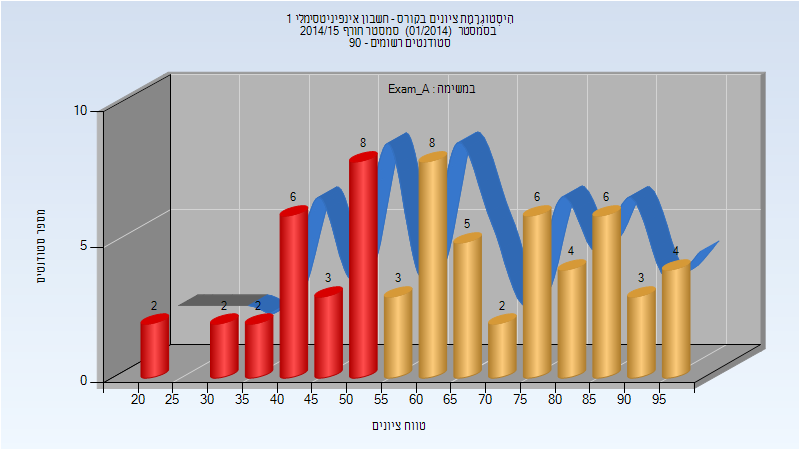 היסטוגרמת ציונים בקורס - חשבון אינפיניטסימלי 1
בסמסטר (01/2014) סמסטר חורף 2014/15
סטודנטים רשומים - 90
במשימה : Exam_A
10
5
0
מספר סטודנטים
2 2 2 6 3 8 3 8 5 2 6 4 6 3 4
20 25 30 35 40 45 50 55 60 65 70 75 80 85 90 95
טווח ציונים